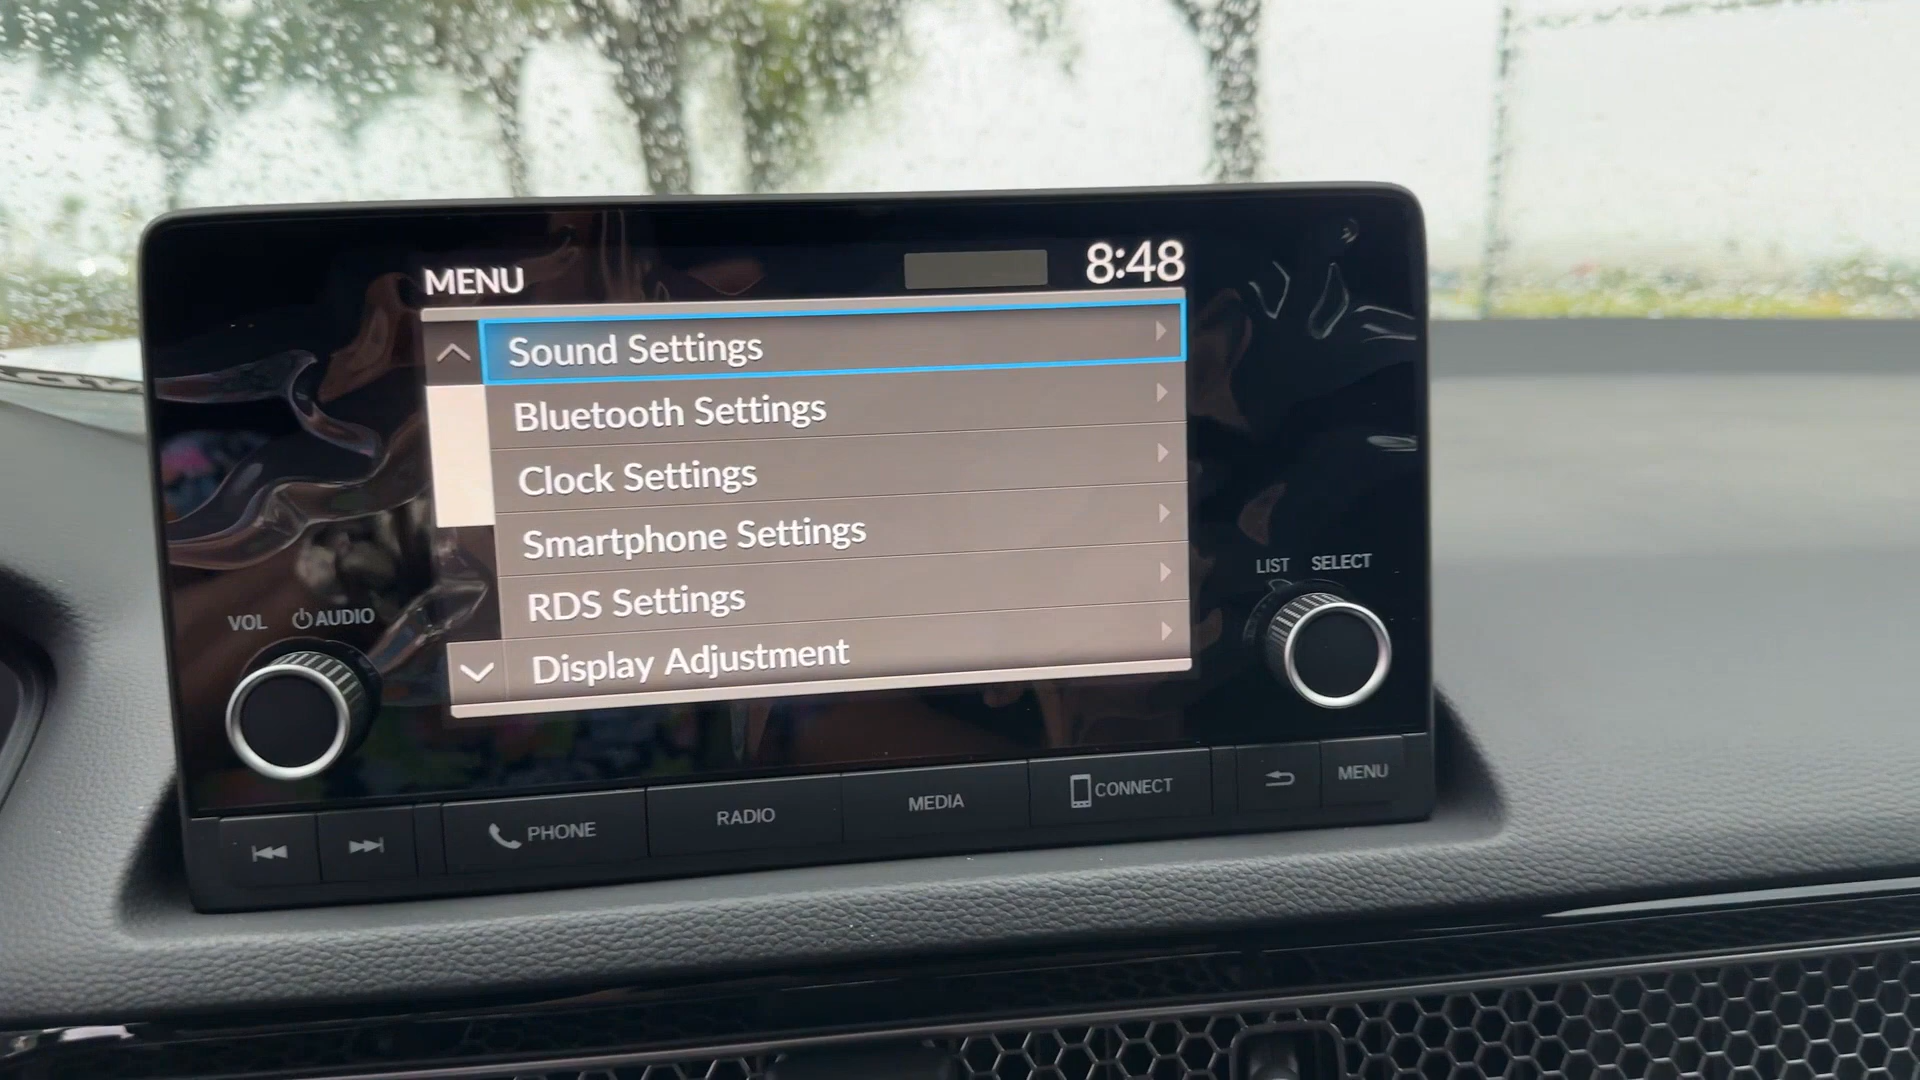 MENU
8:48
Sound Settings
Bluetooth Settings
Clock Settings
Smartphone Settings
RDS Settings
Display Adjustment
VOL AUDIO
LIST SELECT
PHONE
RADIO
MEDIA
CONNECT
MENU